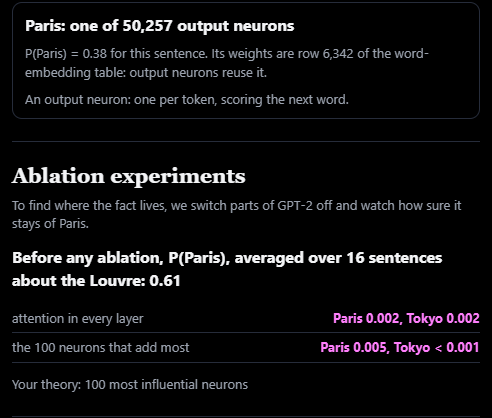 Paris: one of 50,257 output neurons
P(Paris) = 0.38 for this sentence. Its weights are row 6,342 of the word-
embedding table: output neurons reuse it.
An output neuron: one per token, scoring the next word.
Ablation experiments
To find where the fact lives, we switch parts of GPT-2 off and watch how sure it
stays of Paris.
Before any ablation, P(Paris), averaged over 16 sentences
about the Louvre: 0.61
attention in every layer Paris 0.002, Tokyo 0.002
the 100 neurons that add most Paris 0.005, Tokyo < 0.001
Your theory: 100 most influential neurons